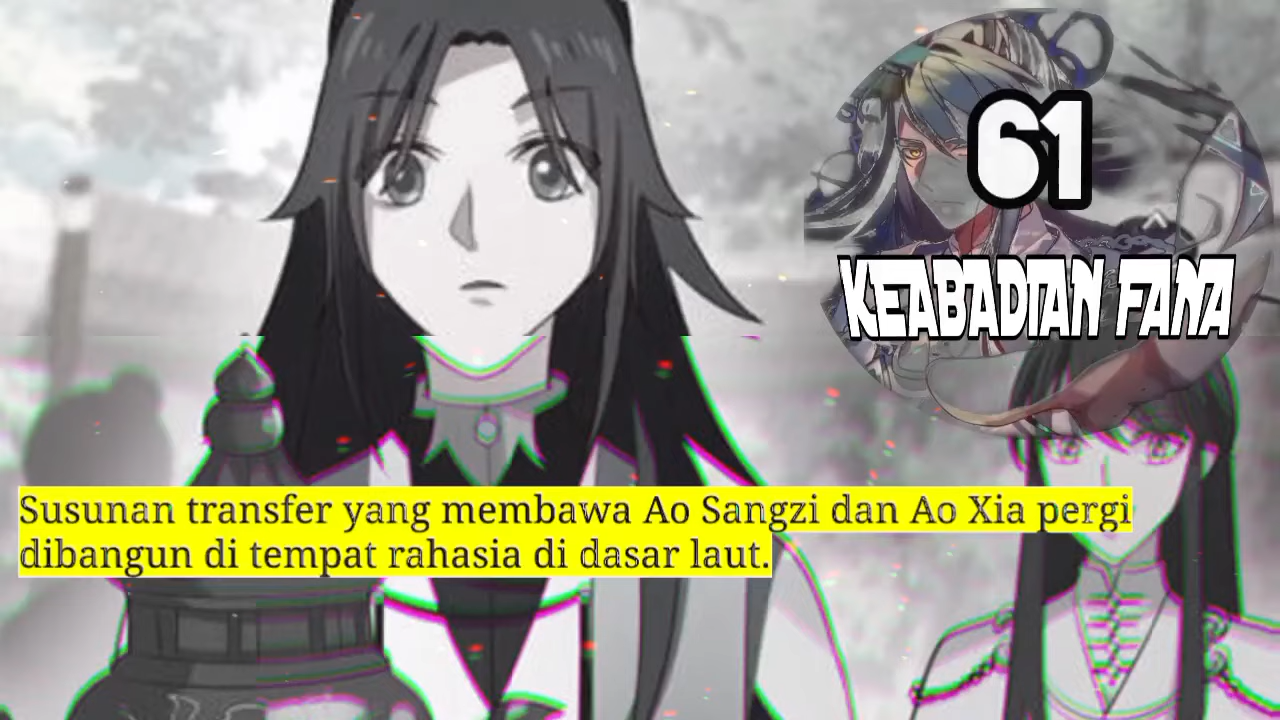 61
KEABADIAN FANA
Susunan transfer yang membawa Ao Sangzi dan Ao Xia pergi
dibangun di tempat rahasia di dasar laut.